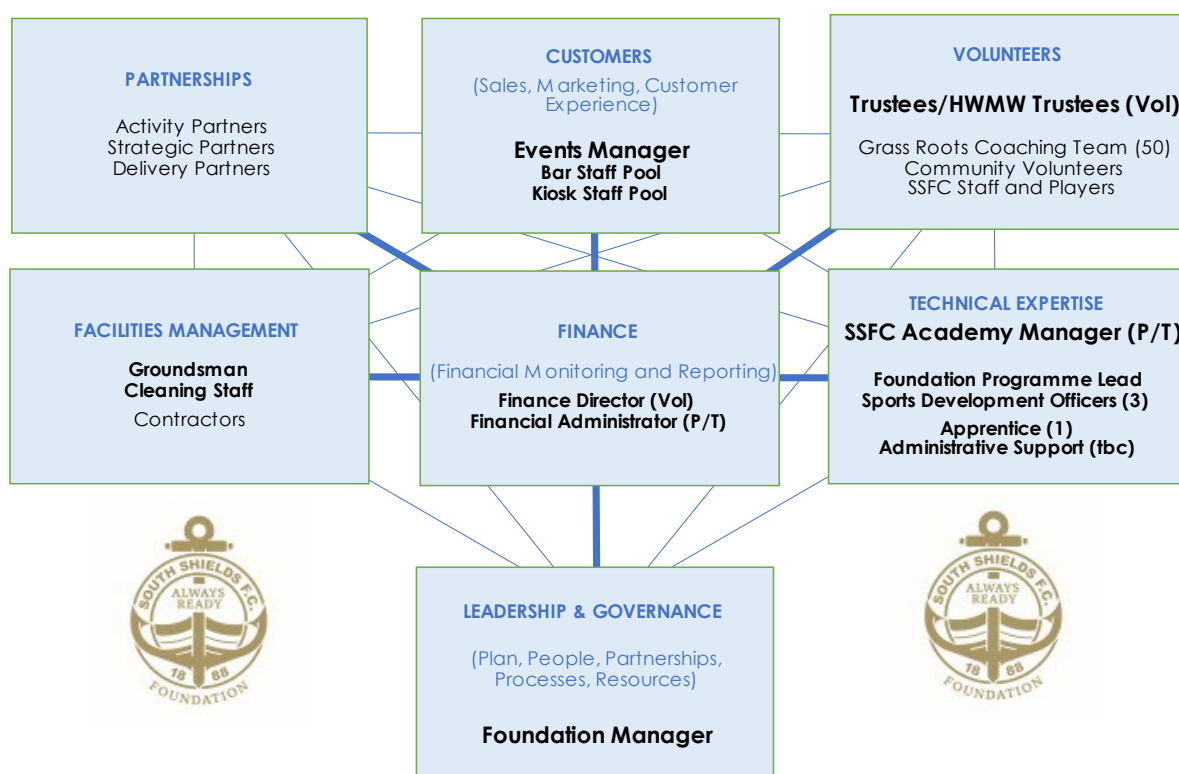 PARTNERSHIPS
Activity Partners
Strategic Partners
Delivery Partners
CUSTOMERS
(Sales, Marketing, Customer
Experience)
Events Manager
Bar Staff Pool
Kiosk Staff Pool
VOLUNTEERS
Trustees/HWMW Trustees (Vol)
Grass Roots Coaching Team (50)
Community Volunteers
SSFC Staff and Players
FACILITIES MANAGEMENT
Groundsman
Cleaning Staff
Contractors
FINANCE
(Financial Monitoring and Reporting)
Finance Director (Vol)
Financial Administrator (P/T)
TECHNICAL EXPERTISE
SSFC Academy Manager (P/T)
Foundation Programme Lead
Sports Development Officers (3)
Apprentice (1)
Administrative Support (tbc)
SOUTH SHIELDS F.C.
ALWAYS
READY
18 88
FOUNDATION
LEADERSHIP & GOVERNANCE
(Plan, People, Partnerships,
Processes, Resources)
Foundation Manager
SOUTH SHIELDS F.C.
ALWAYS
READY
18 88
FOUNDATION